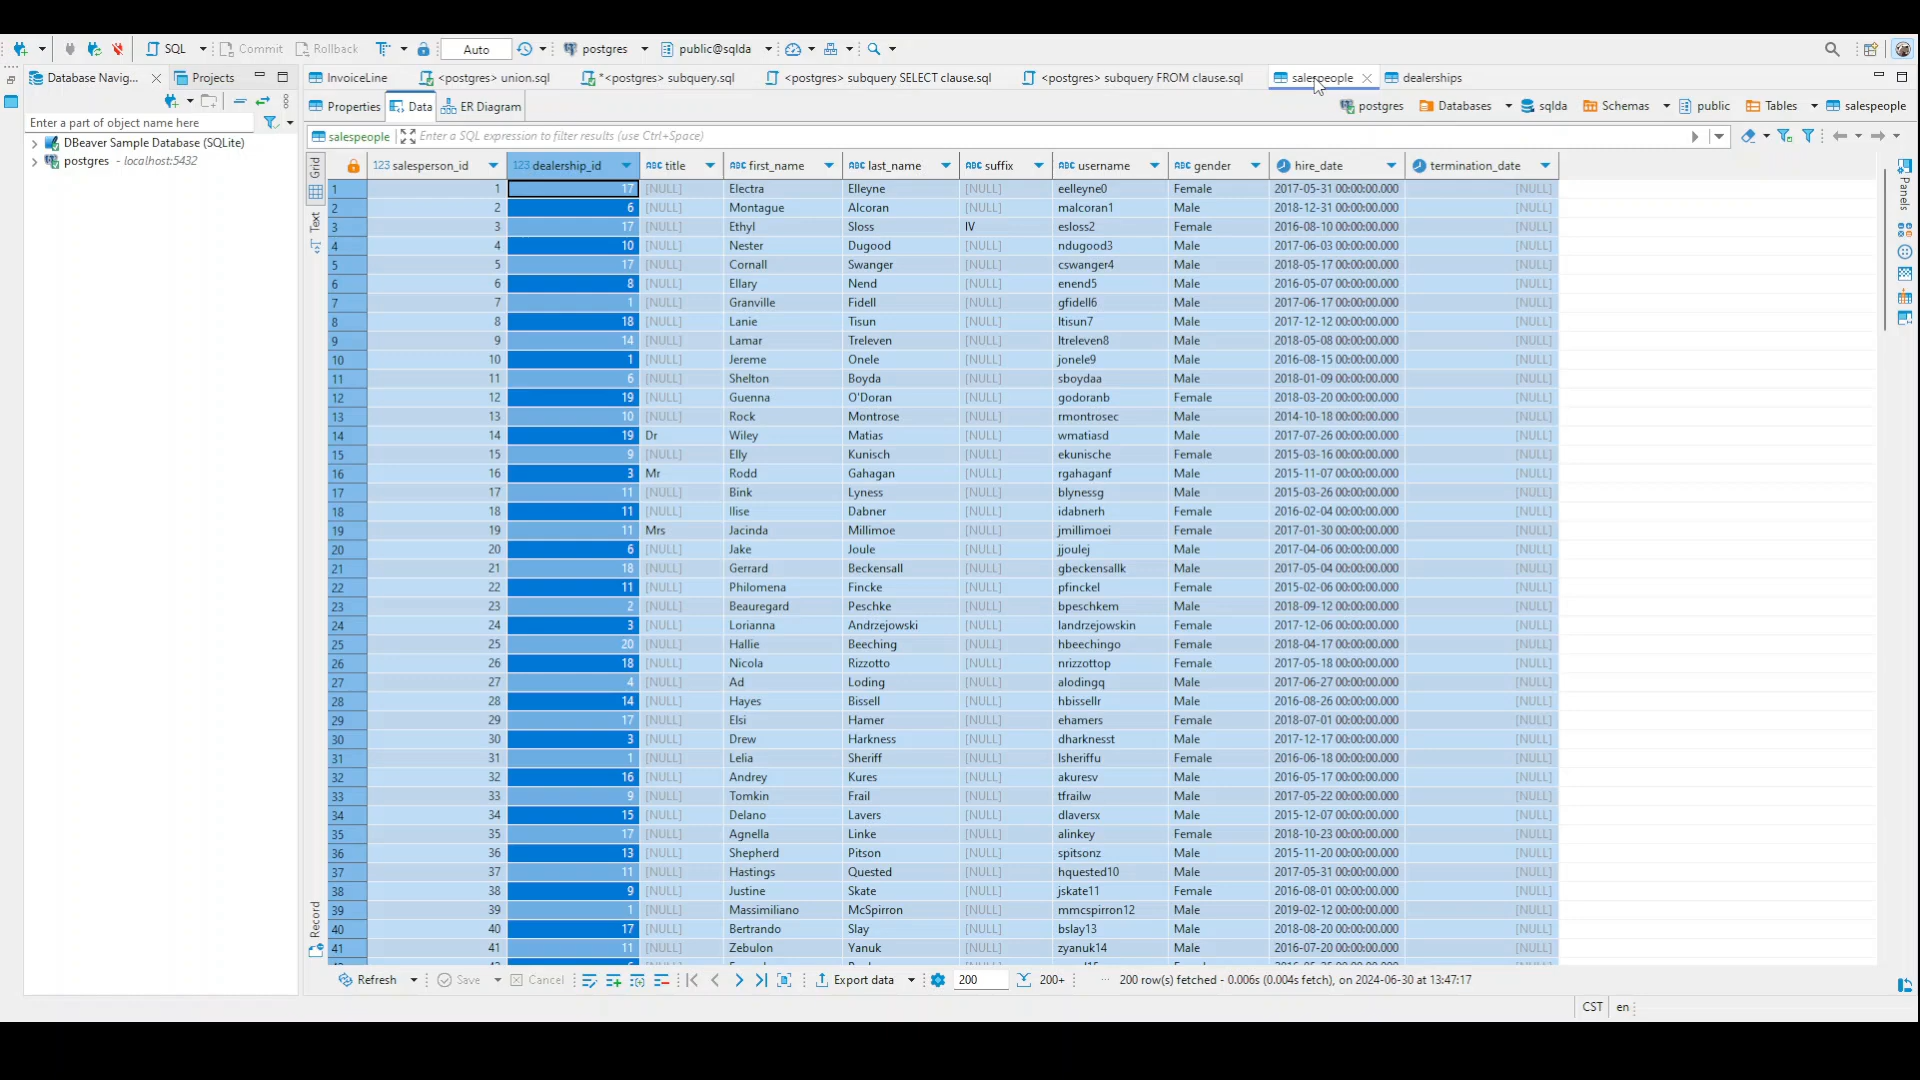 SQL Commit Rollback Auto postgres public@sqlda
Database Navig... Projects InvoiceLine <postgres> union.sql *<postgres> subquery.sql <postgres> subquery SELECT clause.sql <postgres> subquery FROM clause.sql salespeople dealerships
Properties Data ER Diagram postgres Databases sqlda Schemas public Tables salespeople
Enter a part of object name here
salespeople Enter a SQL expression to filter results (use Ctrl+Space)
DBeaver Sample Database (SQLite)
postgres - localhost:5432
Grid
Text
Record
Panels
123 salesperson_id 123 dealership_id ABC title ABC first_name ABC last_name ABC suffix ABC username ABC gender hire_date termination_date
1 1 17 [NULL] Electra Elleyne [NULL] eelleyne0 Female 2017-05-31 00:00:00.000 [NULL]
2 2 6 [NULL] Montague Alcoran [NULL] malcoran1 Male 2018-12-31 00:00:00.000 [NULL]
3 3 17 [NULL] Ethyl Sloss IV esloss2 Female 2016-08-10 00:00:00.000 [NULL]
4 4 10 [NULL] Nester Dugood [NULL] ndugood3 Male 2017-06-03 00:00:00.000 [NULL]
5 5 17 [NULL] Cornall Swanger [NULL] cswanger4 Male 2018-05-17 00:00:00.000 [NULL]
6 6 8 [NULL] Ellary Nend [NULL] enend5 Male 2016-05-07 00:00:00.000 [NULL]
7 7 1 [NULL] Granville Fidell [NULL] gfidell6 Male 2017-06-17 00:00:00.000 [NULL]
8 8 18 [NULL] Lanie Tisun [NULL] ltisun7 Male 2017-12-12 00:00:00.000 [NULL]
9 9 14 [NULL] Lamar Treleven [NULL] ltreleven8 Male 2018-05-08 00:00:00.000 [NULL]
10 10 1 [NULL] Jereme Onele [NULL] jonele9 Male 2016-08-15 00:00:00.000 [NULL]
11 11 6 [NULL] Shelton Boyda [NULL] sboydaa Male 2018-01-09 00:00:00.000 [NULL]
12 12 19 [NULL] Guenna O'Doran [NULL] godoranb Female 2018-03-20 00:00:00.000 [NULL]
13 13 10 [NULL] Rock Montrose [NULL] rmontrosec Male 2014-10-18 00:00:00.000 [NULL]
14 14 19 Dr Wiley Matias [NULL] wmatiasd Male 2017-07-26 00:00:00.000 [NULL]
15 15 9 [NULL] Elly Kunisch [NULL] ekunische Female 2015-03-16 00:00:00.000 [NULL]
16 16 3 Mr Rodd Gahagan [NULL] rgahaganf Male 2015-11-07 00:00:00.000 [NULL]
17 17 11 [NULL] Bink Lyness [NULL] blynessg Male 2015-03-26 00:00:00.000 [NULL]
18 18 11 [NULL] Ilise Dabner [NULL] idabnerh Female 2016-02-04 00:00:00.000 [NULL]
19 19 11 Mrs Jacinda Millimoe [NULL] jmillimoei Female 2017-01-30 00:00:00.000 [NULL]
20 20 6 [NULL] Jake Joule [NULL] jjoulej Male 2017-04-06 00:00:00.000 [NULL]
21 21 18 [NULL] Gerrard Beckensall [NULL] gbeckensallk Male 2017-05-04 00:00:00.000 [NULL]
22 22 11 [NULL] Philomena Fincke [NULL] pfinckel Female 2015-02-06 00:00:00.000 [NULL]
23 23 2 [NULL] Beauregard Peschke [NULL] bpeschkem Male 2018-09-12 00:00:00.000 [NULL]
24 24 3 [NULL] Lorianna Andrzejowski [NULL] landrzejowskin Female 2017-12-06 00:00:00.000 [NULL]
25 25 20 [NULL] Hallie Beeching [NULL] hbeechingo Female 2018-04-17 00:00:00.000 [NULL]
26 26 18 [NULL] Nicola Rizzotto [NULL] nrizzottop Female 2017-05-18 00:00:00.000 [NULL]
27 27 4 [NULL] Ad Loding [NULL] alodingq Male 2017-06-27 00:00:00.000 [NULL]
28 28 14 [NULL] Hayes Bissell [NULL] hbissellr Male 2016-08-26 00:00:00.000 [NULL]
29 29 17 [NULL] Elsi Hamer [NULL] ehamers Female 2018-07-01 00:00:00.000 [NULL]
30 30 3 [NULL] Drew Harkness [NULL] dharknesst Male 2017-12-17 00:00:00.000 [NULL]
31 31 1 [NULL] Lelia Sheriff [NULL] lsheriffu Female 2016-06-18 00:00:00.000 [NULL]
32 32 16 [NULL] Andrey Kures [NULL] akuresv Male 2016-05-17 00:00:00.000 [NULL]
33 33 9 [NULL] Tomkin Frail [NULL] tfrailw Male 2017-05-22 00:00:00.000 [NULL]
34 34 15 [NULL] Delano Lavers [NULL] dlaversx Male 2015-12-07 00:00:00.000 [NULL]
35 35 17 [NULL] Agnella Linke [NULL] alinkey Female 2018-10-23 00:00:00.000 [NULL]
36 36 13 [NULL] Shepherd Pitson [NULL] spitsonz Male 2015-11-20 00:00:00.000 [NULL]
37 37 11 [NULL] Hastings Quested [NULL] hquested10 Male 2017-05-31 00:00:00.000 [NULL]
38 38 9 [NULL] Justine Skate [NULL] jskate11 Female 2016-08-01 00:00:00.000 [NULL]
39 39 1 [NULL] Massimiliano McSpirron [NULL] mmcspirron12 Male 2019-02-12 00:00:00.000 [NULL]
40 40 17 [NULL] Bertrando Slay [NULL] bslay13 Male 2018-08-20 00:00:00.000 [NULL]
41 41 11 [NULL] Zebulon Yanuk [NULL] zyanuk14 Male 2016-07-20 00:00:00.000 [NULL]
Refresh Save Cancel Export data 200 200+ 200 row(s) fetched - 0.006s (0.004s fetch), on 2024-06-30 at 13:47:17
CST en